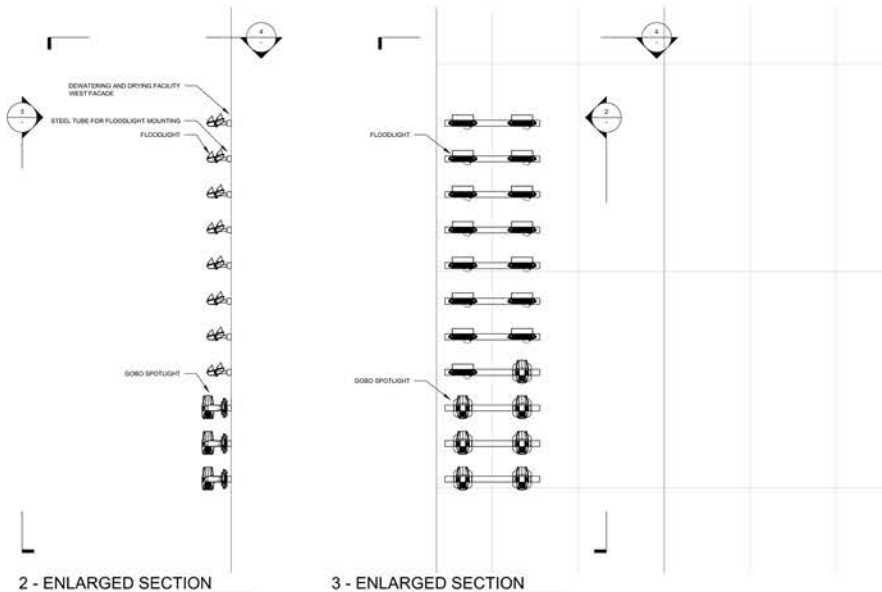 4
-
4
-
DEWATERING AND DRYING FACILITY
WEST FACADE
3
-
STEEL TUBE FOR FLOODLIGHT MOUNTING
FLOODLIGHT
FLOODLIGHT
2
-
GOBO SPOTLIGHT
GOBO SPOTLIGHT
2 - ENLARGED SECTION
3 - ENLARGED SECTION